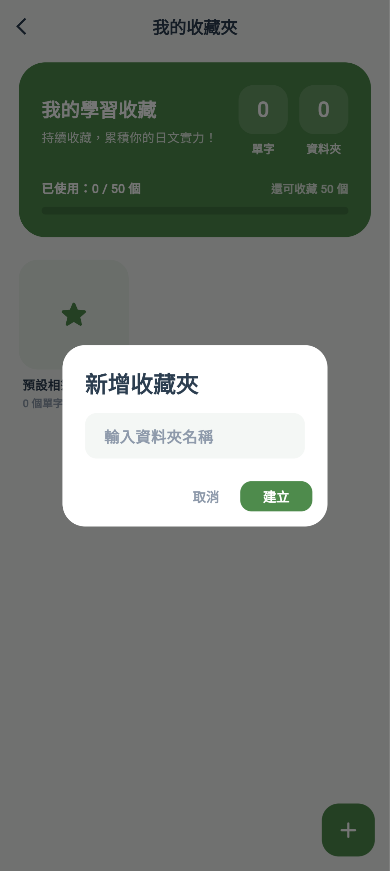 我的收藏夾
我的學習收藏
持續收藏，累積你的日文實力！
0
0
單字
資料夾
已使用：0 / 50 個
還可收藏 50 個
預設相
0 個單字
新增收藏夾
輸入資料夾名稱
取消
建立